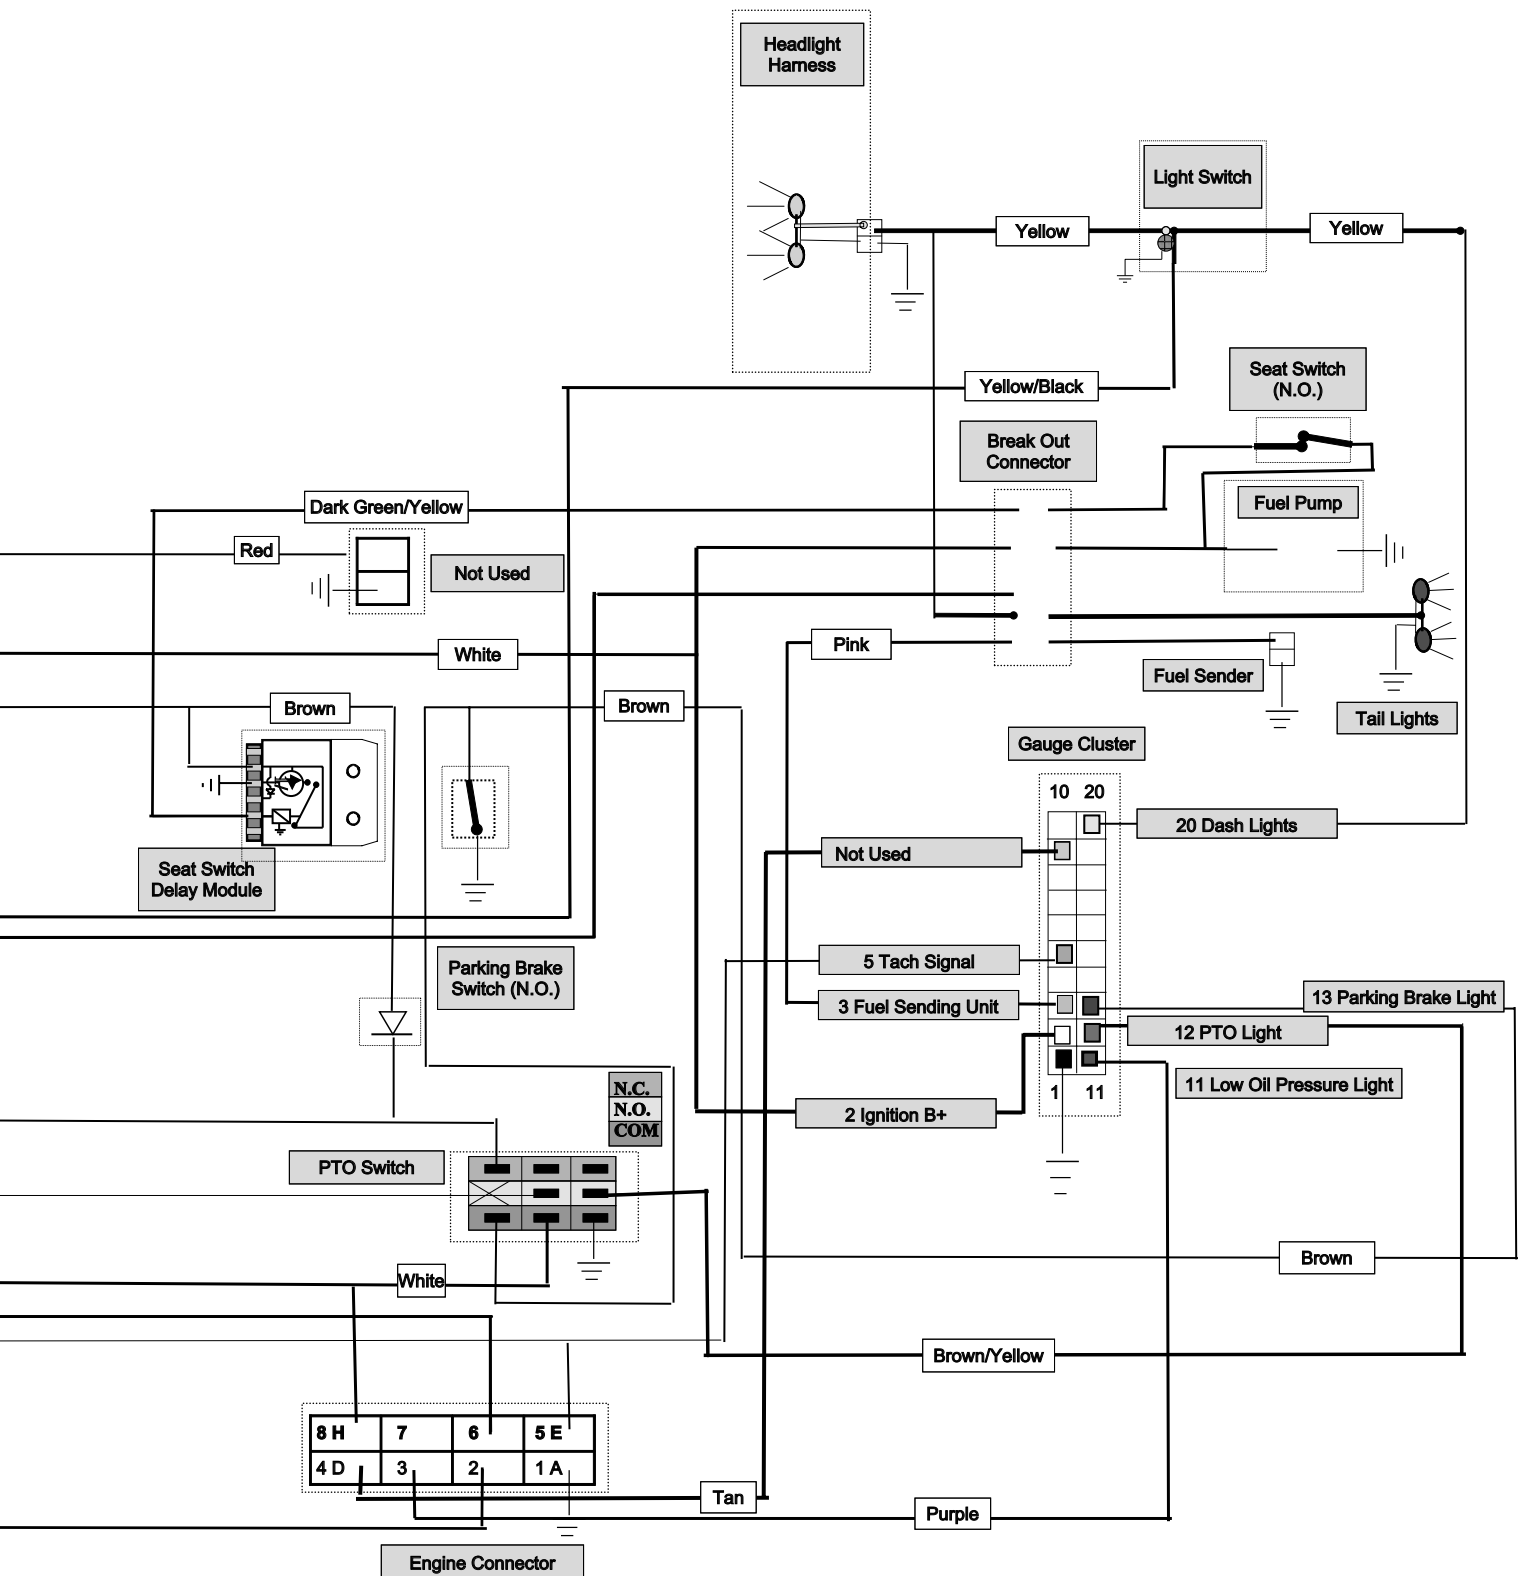 Headlight
Harness
Light Switch
Yellow
Yellow
Yellow/Black
Seat Switch
(N.O.)
Break Out
Connector
Dark Green/Yellow
Fuel Pump
Red
Not Used
White
Pink
Fuel Sender
Tail Lights
Brown
Brown
Gauge Cluster
10 20
20 Dash Lights
Not Used
Seat Switch
Delay Module
Parking Brake
Switch (N.O.)
5 Tach Signal
3 Fuel Sending Unit
13 Parking Brake Light
12 PTO Light
11 Low Oil Pressure Light
1 11
2 Ignition B+
N.C.
N.O.
COM
PTO Switch
White
Brown
Brown/Yellow
8 H 7 6 5 E
4 D 3 2 1 A
Tan
Purple
Engine Connector